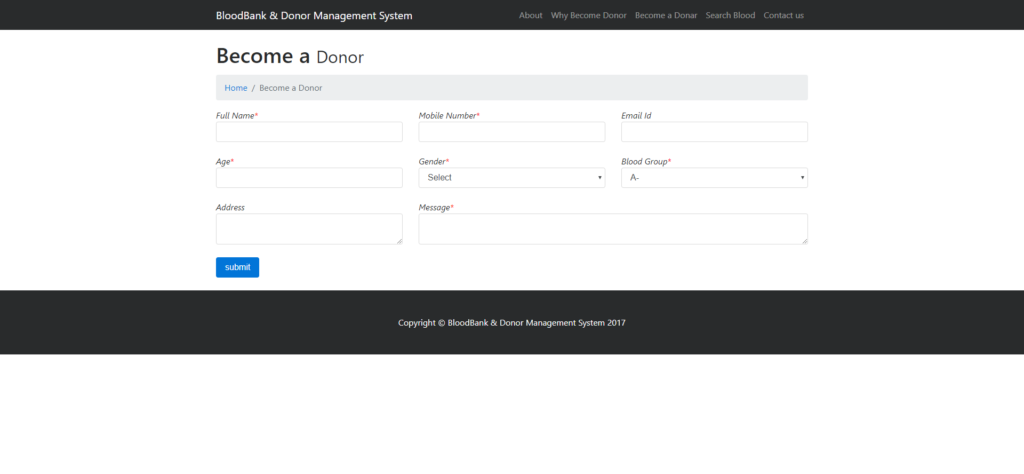 BloodBank & Donor Management System About Why Become Donor Become a Donar Search Blood Contact us
Become a Donor
Home / Become a Donor
Full Name* Mobile Number* Email Id
Age* Gender* Blood Group*
Select A-
Address Message*
submit
Copyright © BloodBank & Donor Management System 2017